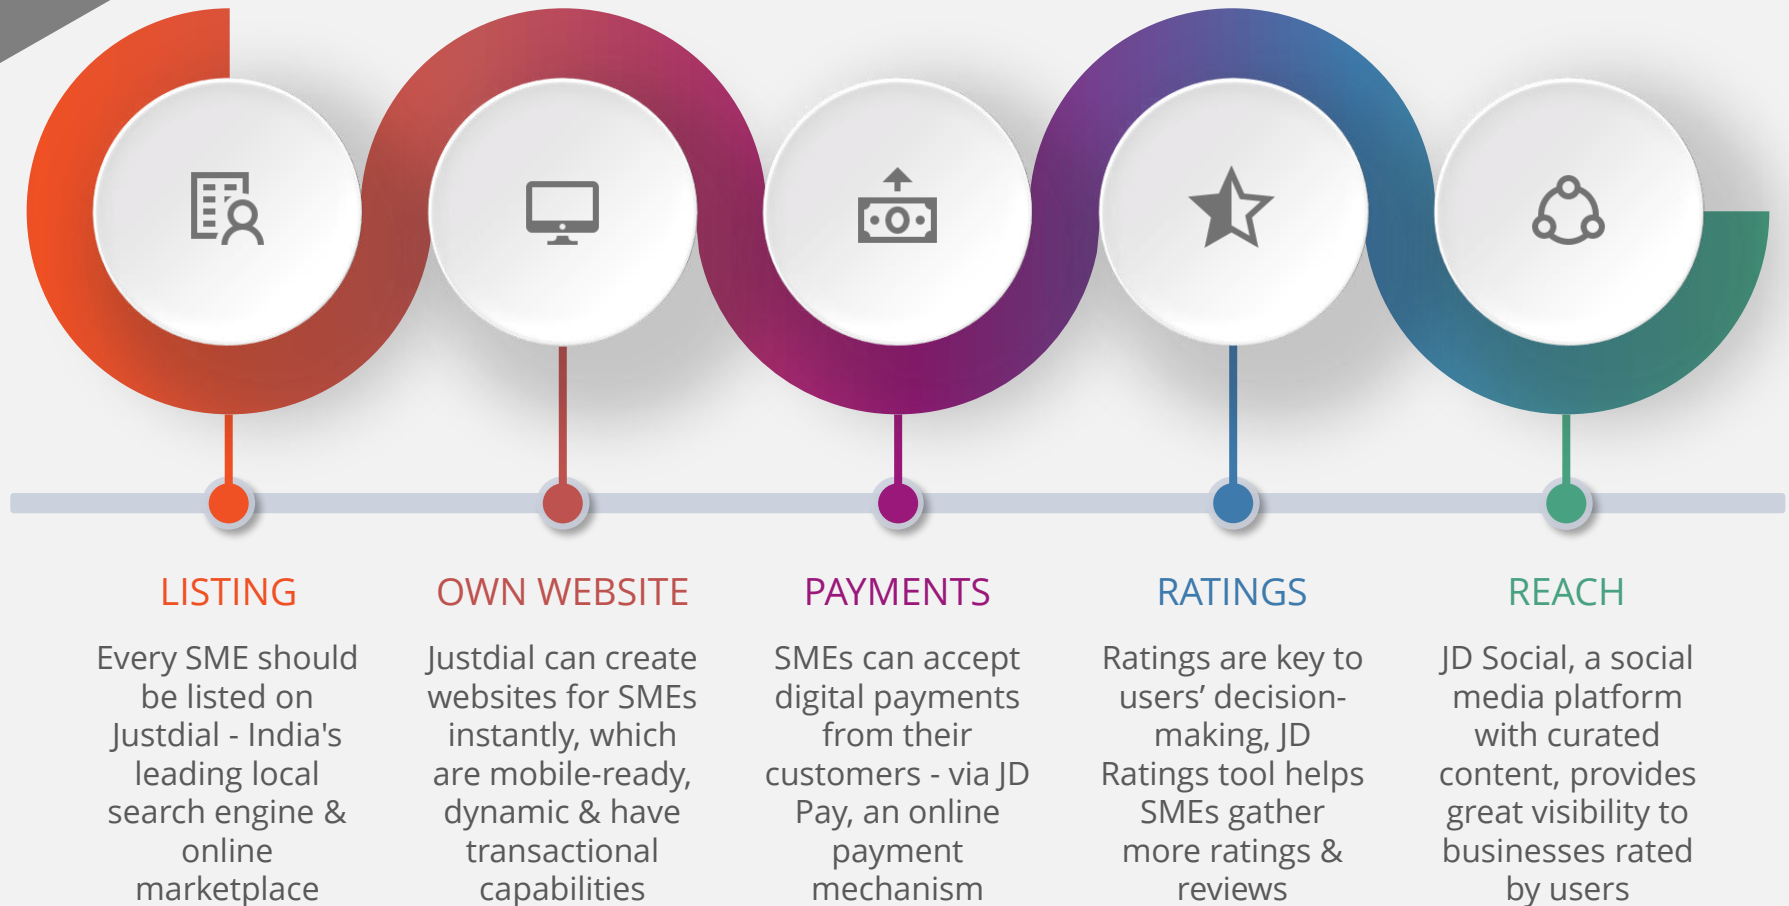 LISTING
Every SME should
be listed on
Justdial - India's
leading local
search engine &
online
marketplace
OWN WEBSITE
Justdial can create
websites for SMEs
instantly, which
are mobile-ready,
dynamic & have
transactional
capabilities
PAYMENTS
SMEs can accept
digital payments
from their
customers - via JD
Pay, an online
payment
mechanism
RATINGS
Ratings are key to
users’ decision-
making, JD
Ratings tool helps
SMEs gather
more ratings &
reviews
REACH
JD Social, a social
media platform
with curated
content, provides
great visibility to
businesses rated
by users